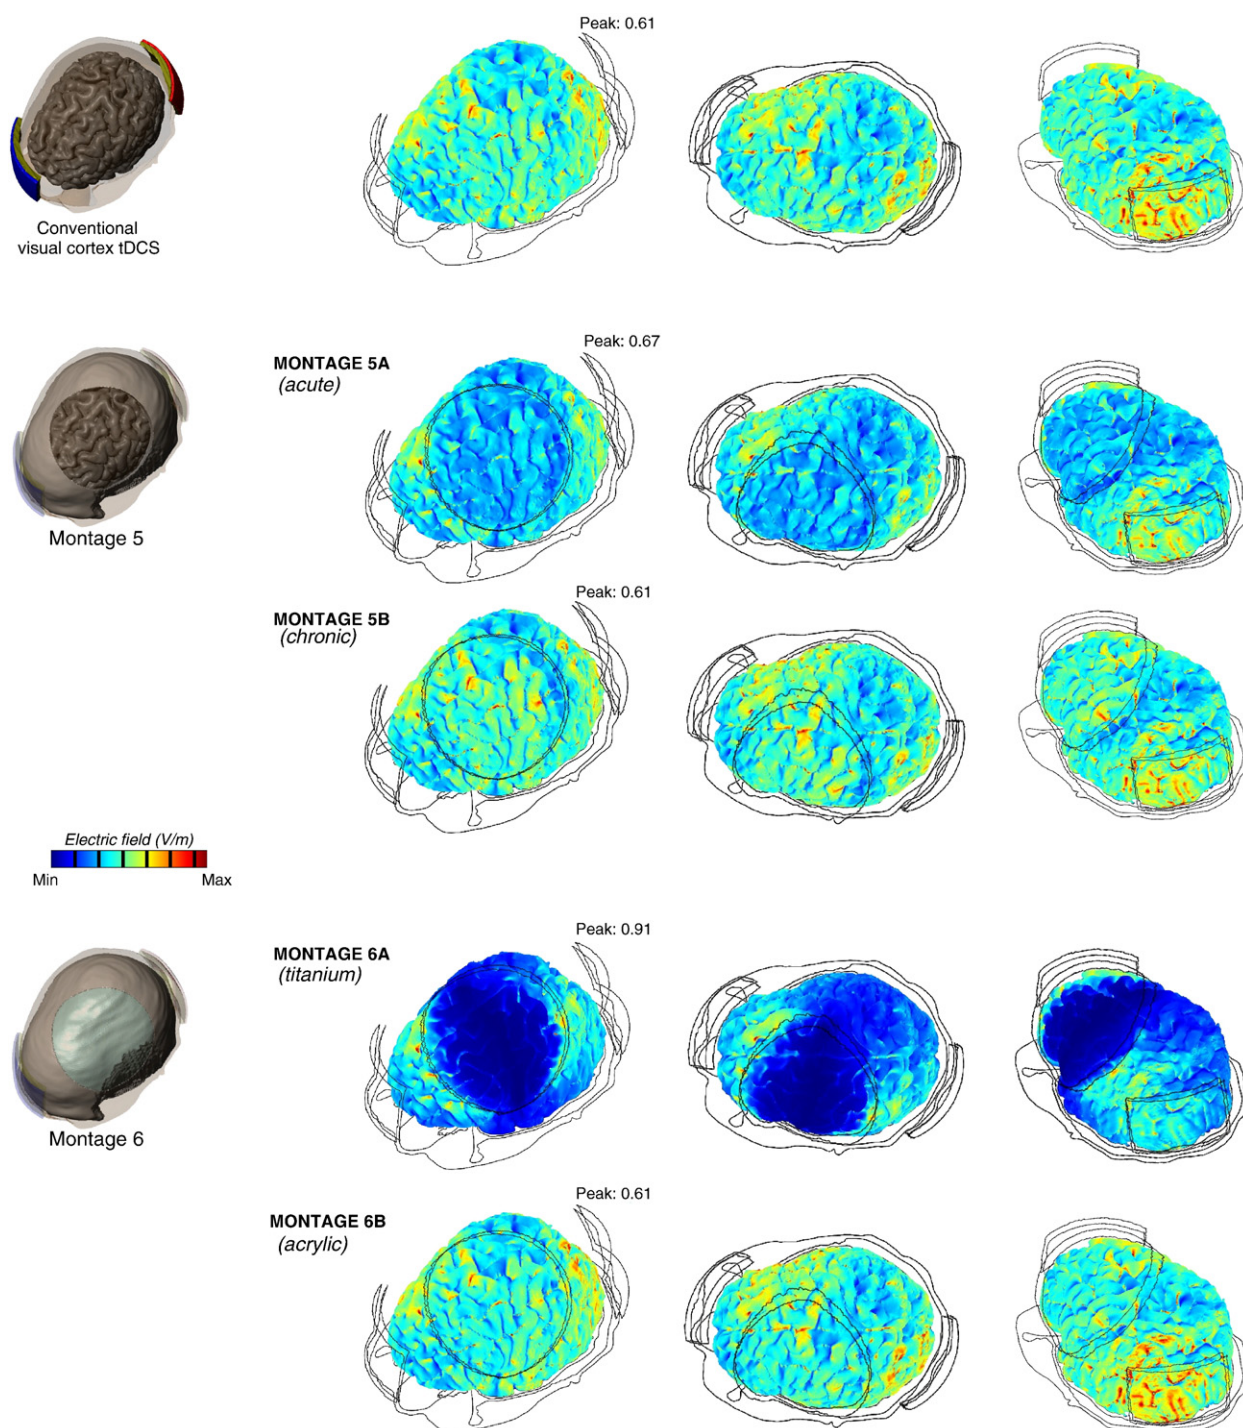 Peak: 0.61
Conventional
visual cortex tDCS
MONTAGE 5A
(acute)
Peak: 0.67
Montage 5
MONTAGE 5B
(chronic)
Peak: 0.61
Electric field (V/m)
Min Max
MONTAGE 6A
(titanium)
Peak: 0.91
Montage 6
MONTAGE 6B
(acrylic)
Peak: 0.61